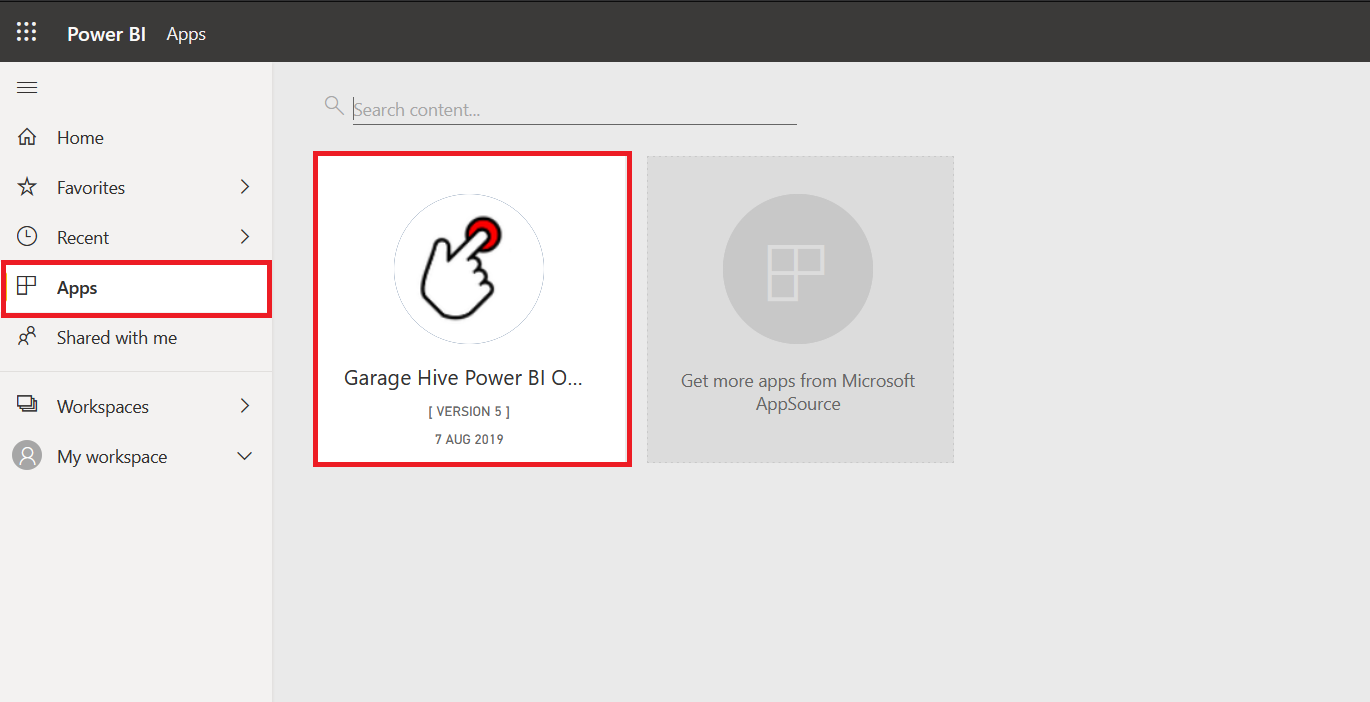 Power BI Apps
Search content...
Home
Favorites
Recent
Apps
Shared with me
Workspaces
My workspace
Garage Hive Power BI O...
[ VERSION 5 ]
7 AUG 2019
Get more apps from Microsoft
AppSource